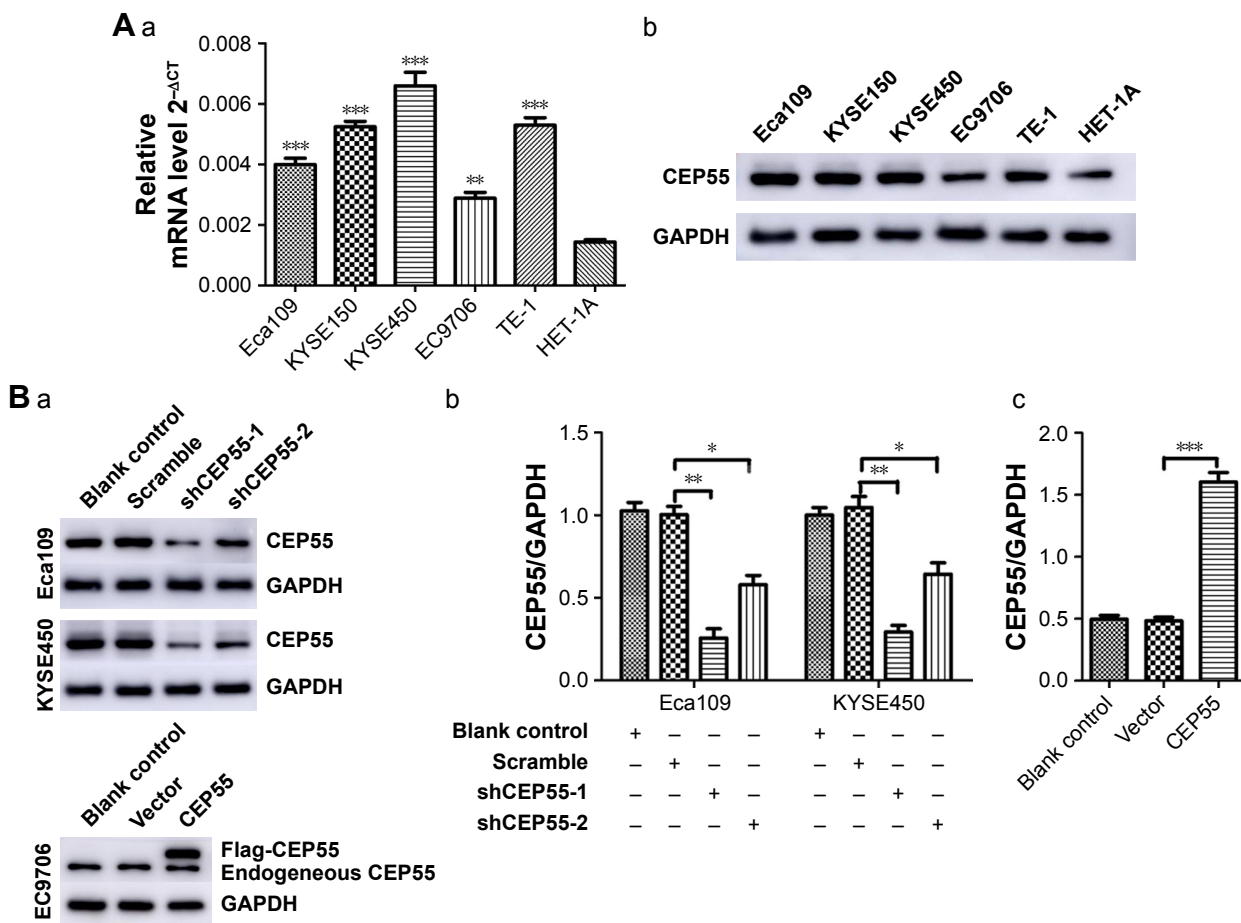 A a
Relative
mRNA level 2−ΔCT
0.008
0.006
0.004
0.002
0.000
***
***
***
**
***
Eca109
KYSE150
KYSE450
EC9706
TE-1
HET-1A
b
Eca109
KYSE150
KYSE450
EC9706
TE-1
HET-1A
CEP55
GAPDH
B a
Blank control
Scramble
shCEP55-1
shCEP55-2
Eca109
CEP55
GAPDH
KYSE450
CEP55
GAPDH
Blank control
Vector
CEP55
EC9706
Flag-CEP55
Endogeneous CEP55
GAPDH
b
CEP55/GAPDH
1.5
1.0
0.5
0.0
*
**
*
**
Eca109 KYSE450
Blank control + – – – + – – –
Scramble – + – – – + – –
shCEP55-1 – – + – – – + –
shCEP55-2 – – – + – – – +
c
CEP55/GAPDH
2.0
1.5
1.0
0.5
0.0
***
Blank control
Vector
CEP55